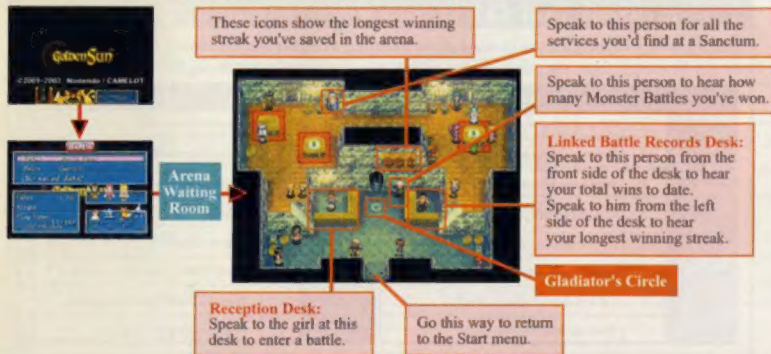 These icons show the longest winning
streak you've saved in the arena.
Speak to this person for all the
services you'd find at a Sanctum.
Speak to this person to hear how
many Monster Battles you've won.
GOLDEN SUN
©2001-2003 Nintendo / CAMELOT
Arena
Waiting
Room
Linked Battle Records Desk:
Speak to this person from the
front side of the desk to hear
your total wins to date.
Speak to him from the left
side of the desk to hear
your longest winning streak.
Gladiator's Circle
Reception Desk:
Speak to the girl at this
desk to enter a battle.
Go this way to return
to the Start menu.